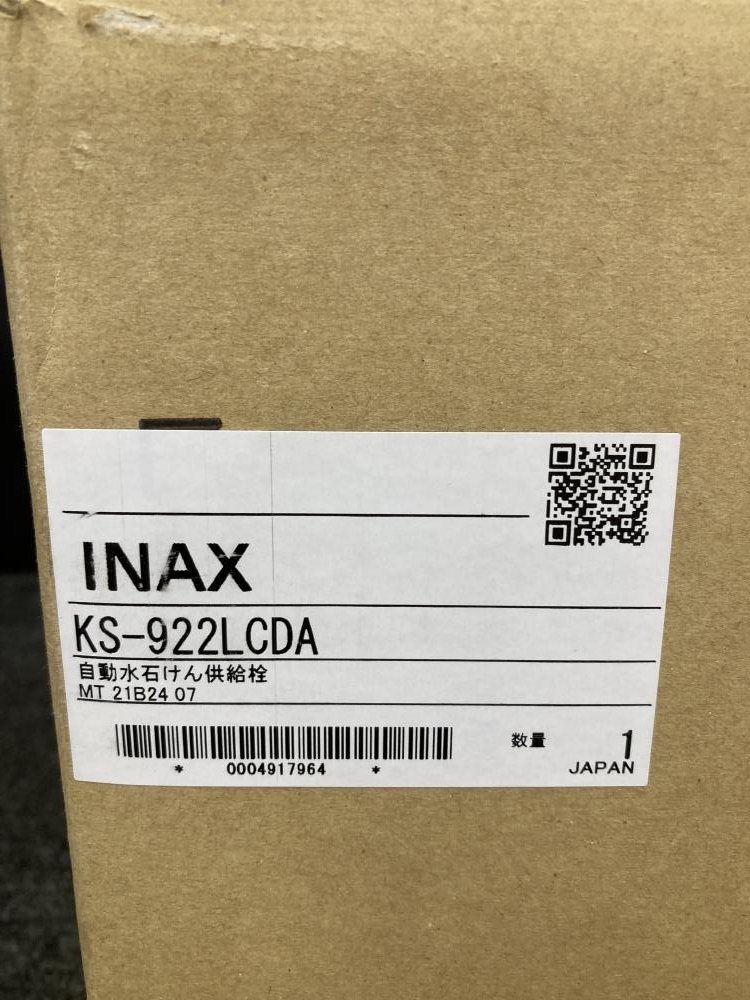 INAX
KS-922LCDA
自動水石けん供給栓
MT 21B24 07
数量 1
* 0004917964 *
JAPAN